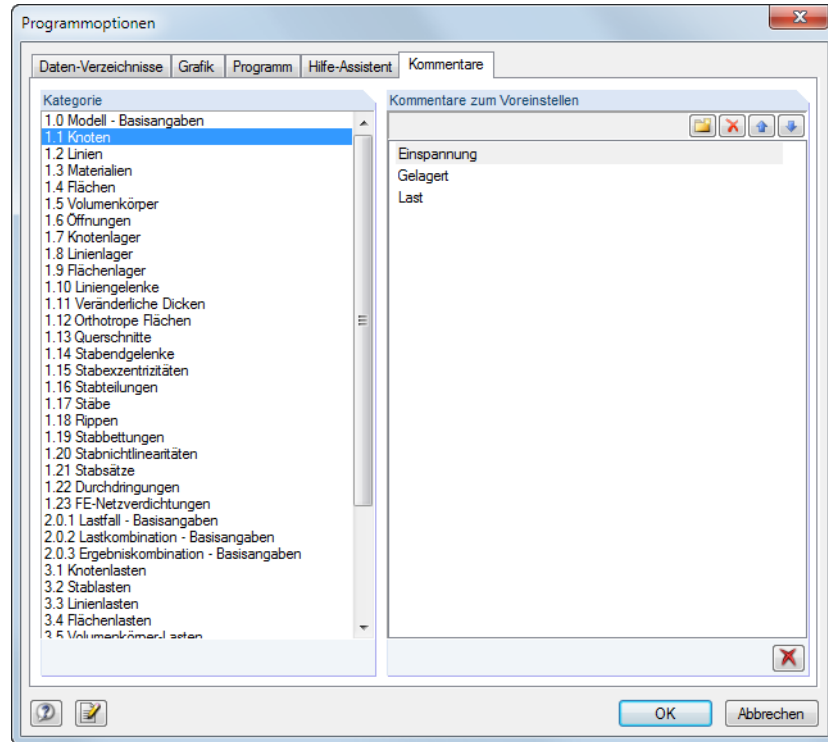 Programmoptionen
Daten-Verzeichnisse Grafik Programm Hilfe-Assistent Kommentare
Kategorie
1.0 Modell - Basisangaben
1.1 Knoten
1.2 Linien
1.3 Materialien
1.4 Flächen
1.5 Volumenkörper
1.6 Öffnungen
1.7 Knotenlager
1.8 Linienlager
1.9 Flächenlager
1.10 Liniengelenke
1.11 Veränderliche Dicken
1.12 Orthotrope Flächen
1.13 Querschnitte
1.14 Stabendgelenke
1.15 Stabexzentrizitäten
1.16 Stabteilungen
1.17 Stäbe
1.18 Rippen
1.19 Stabbettungen
1.20 Stabnichtlinearitäten
1.21 Stabsätze
1.22 Durchdringungen
1.23 FE-Netzverdichtungen
2.0.1 Lastfall - Basisangaben
2.0.2 Lastkombination - Basisangaben
2.0.3 Ergebniskombination - Basisangaben
3.1 Knotenlasten
3.2 Stablasten
3.3 Linienlasten
3.4 Flächenlasten
3.5 Volumenkörper-Lasten
Kommentare zum Voreinstellen
Einspannung
Gelagert
Last
OK Abbrechen